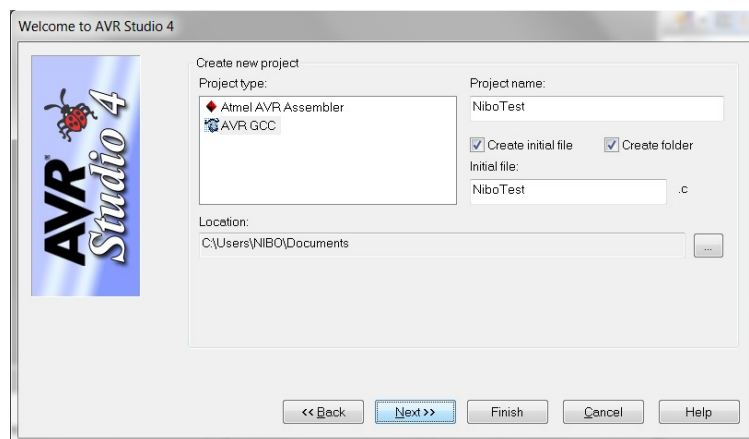 Welcome to AVR Studio 4
AVR® Studio 4
Create new project
Project type:
Atmel AVR Assembler
AVR GCC
Project name:
NiboTest
Create initial file
Create folder
Initial file:
NiboTest
.c
Location:
C:\Users\NIBO\Documents
...
<< Back
Next >>
Finish
Cancel
Help